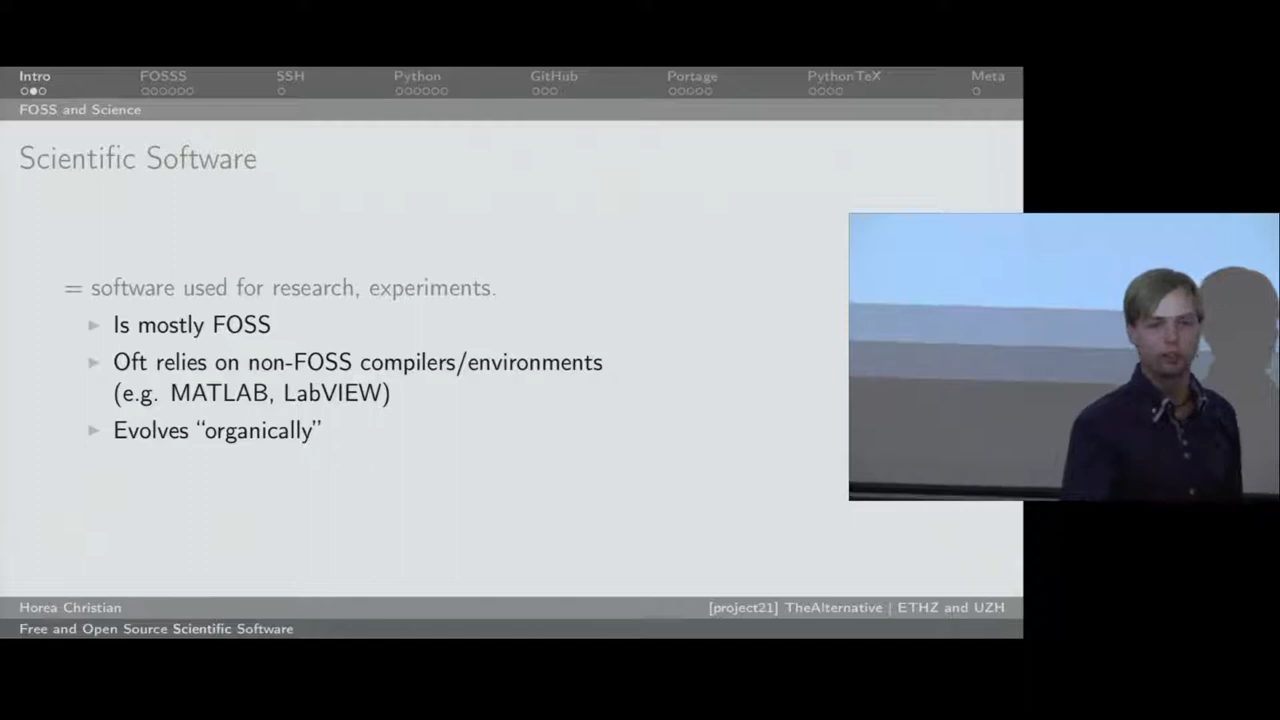 Intro FOSSS SSH Python GitHub Portage PythonTeX Meta
FOSS and Science
Scientific Software
= software used for research, experiments.
Is mostly FOSS
Oft relies on non-FOSS compilers/environments
(e.g. MATLAB, LabVIEW)
Evolves “organically”
Horea Christian [project21] TheAlternative | ETHZ and UZH
Free and Open Source Scientific Software